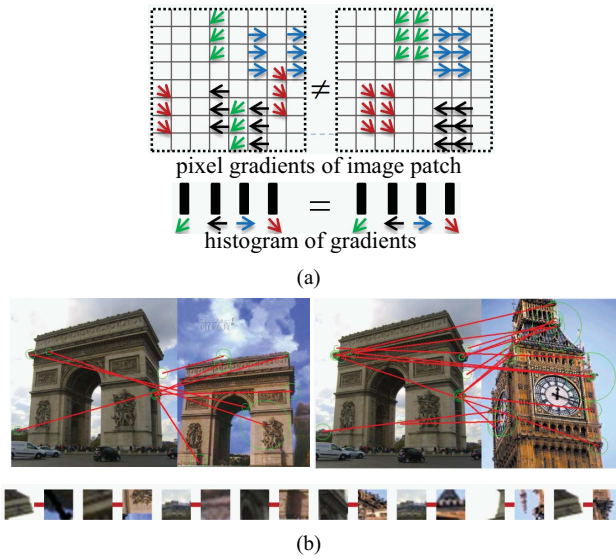 ≠
pixel gradients of image patch
=
histogram of gradients
(a)
(b)